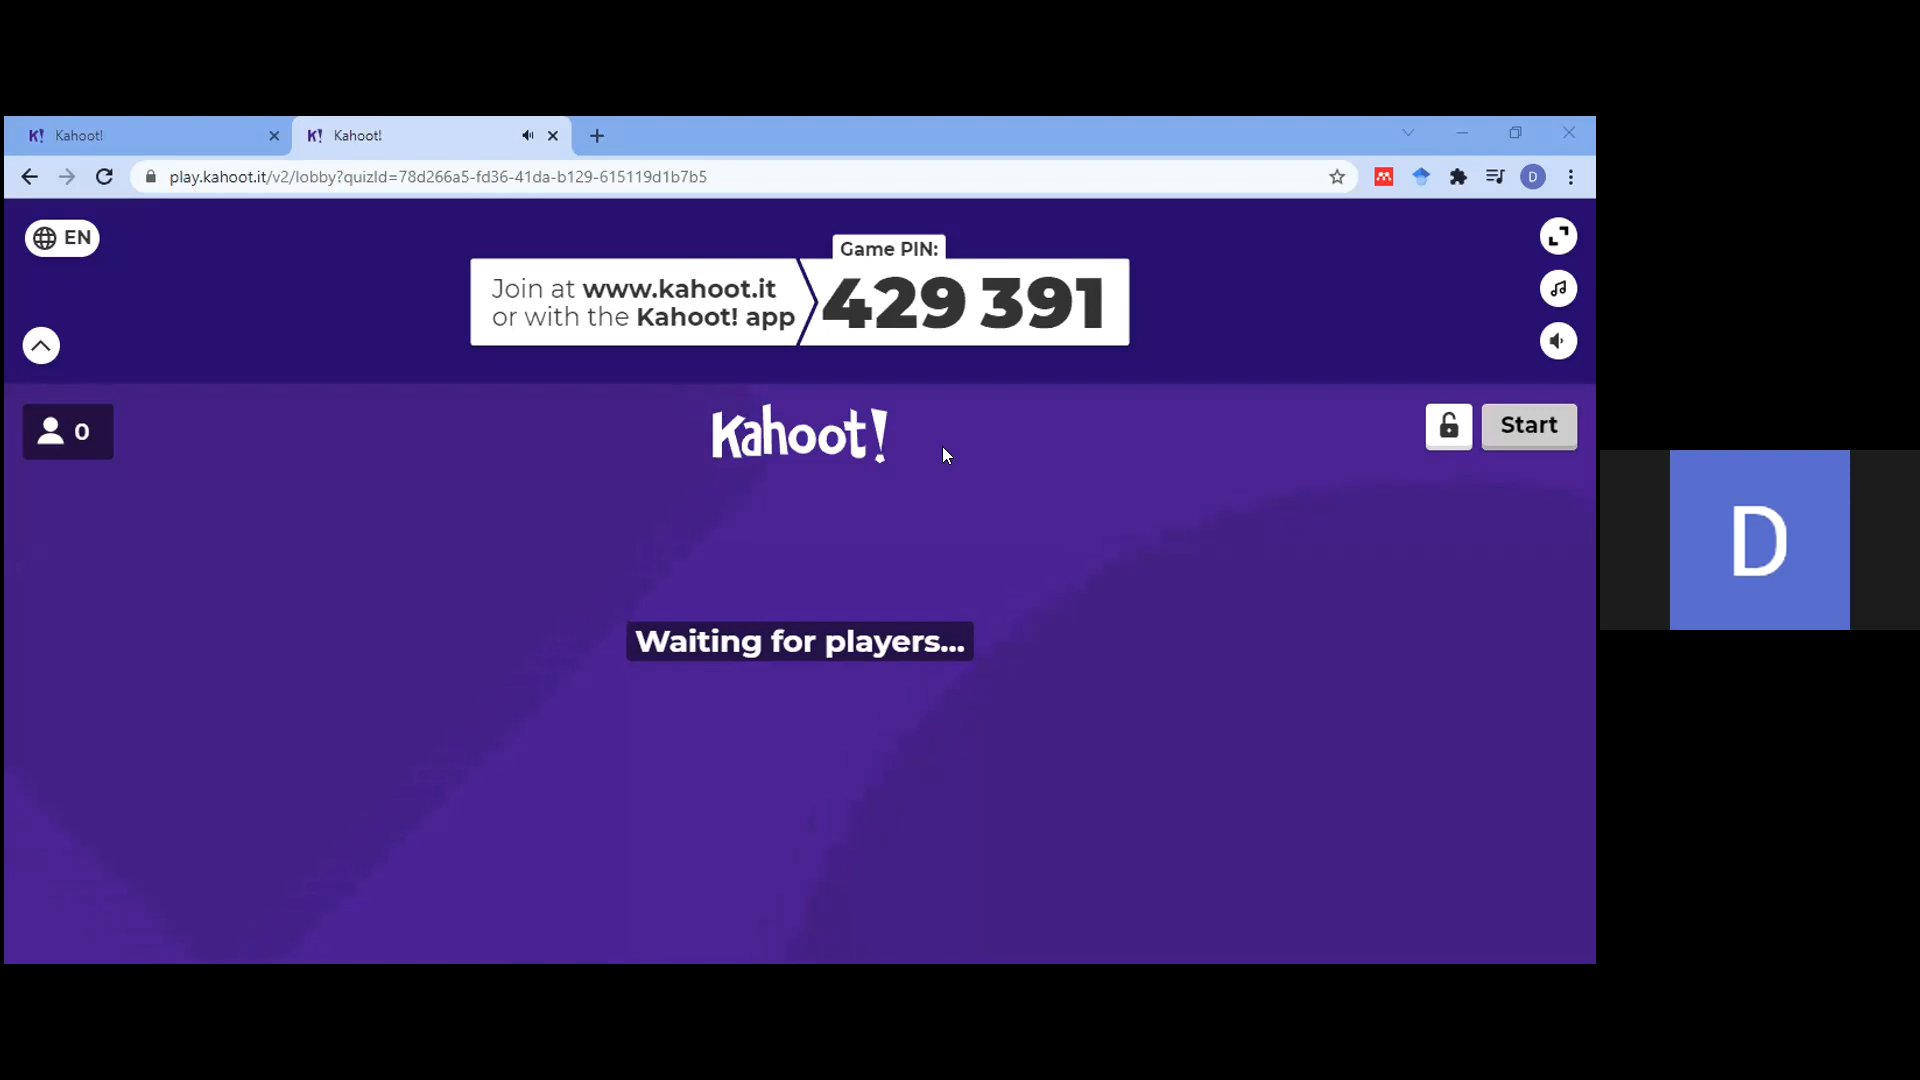 K! Kahoot!
K! Kahoot!
play.kahoot.it/v2/lobby?quizId=78d266a5-fd36-41da-b129-615119d1b7b5
D
EN
Game PIN:
Join at www.kahoot.it
or with the Kahoot! app
429 391
0
Kahoot!
Start
Waiting for players...
D